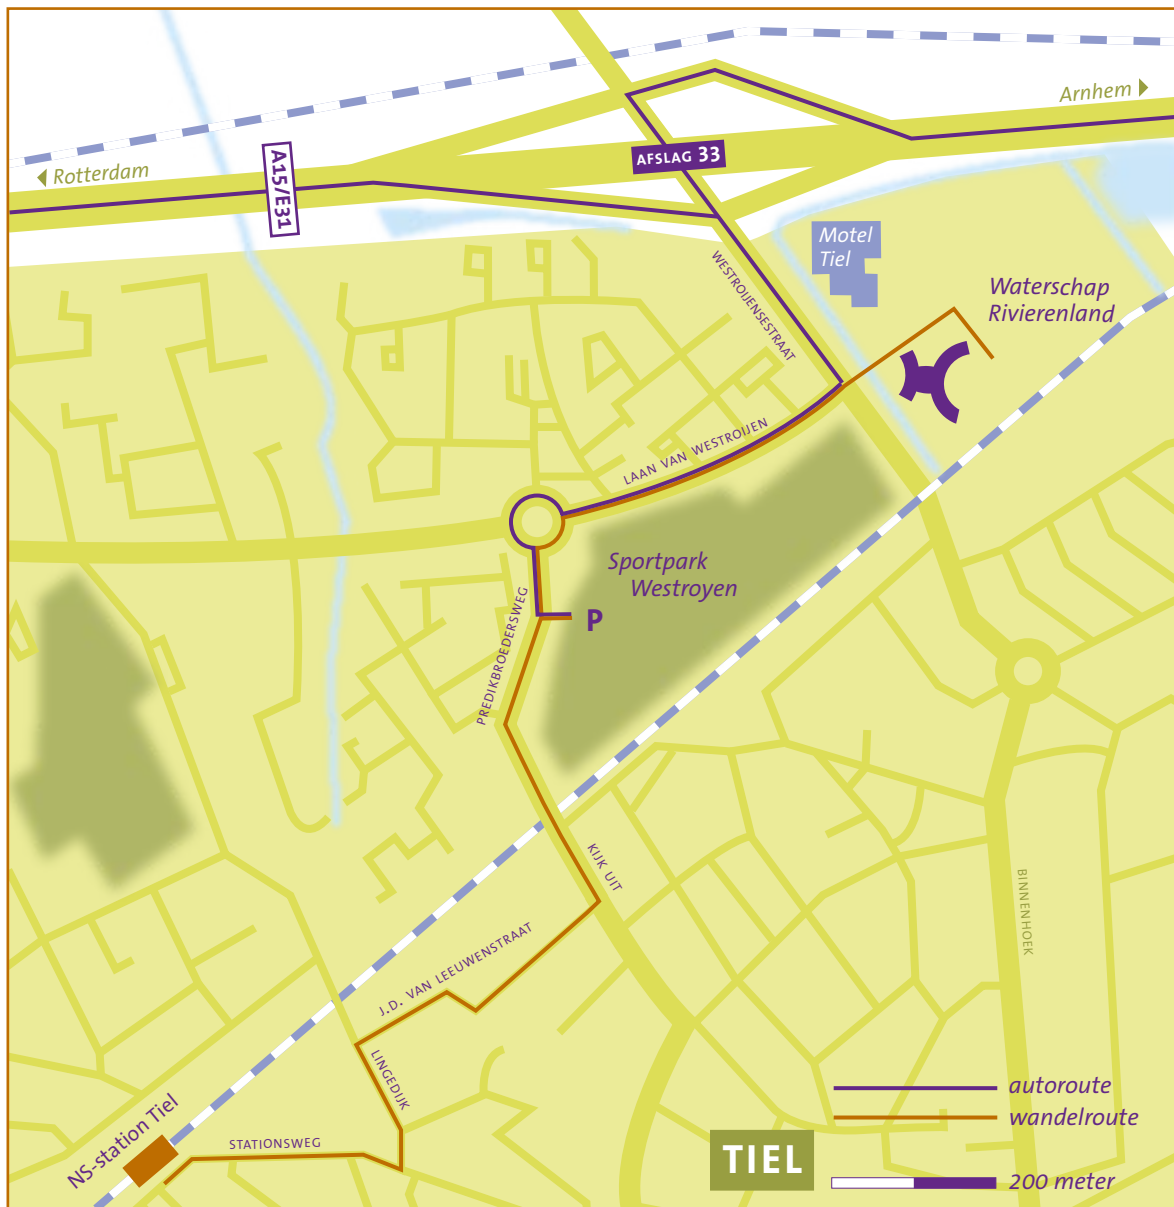 Arnhem
Rotterdam
A15/E31
AFSLAG 33
Motel
Tiel
WESTROIJENSESTRAAT
Waterschap
Rivierenland
LAAN VAN WESTROIJEN
Sportpark
Westroyen
P
PREDIKBROEDERSWEG
KIJK UIT
BINNENHOEK
J.D. VAN LEEUWENSTRAAT
LINGEDIJK
STATIONSWEG
NS-station Tiel
autoroute
wandelroute
TIEL
200 meter